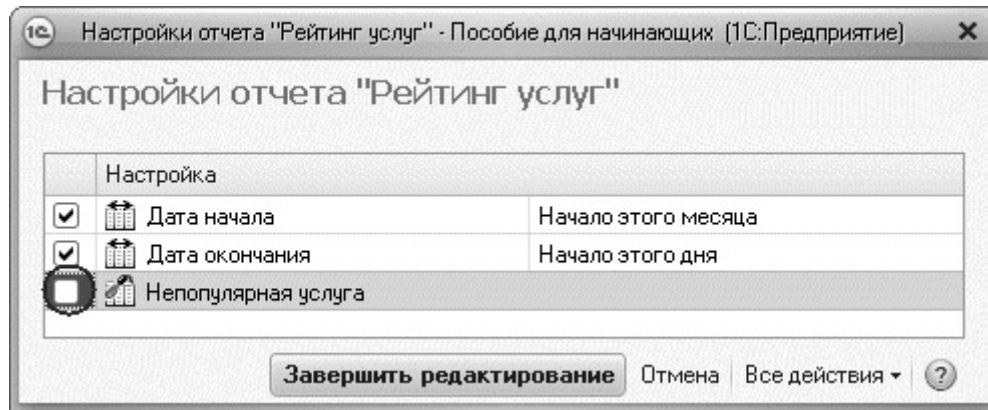 1С Настройки отчета "Рейтинг услуг" - Пособие для начинающих (1С:Предприятие)
Настройки отчета "Рейтинг услуг"
Настройка
Дата начала Начало этого месяца
Дата окончания Начало этого дня
Непопулярная услуга
Завершить редактирование Отмена Все действия ?